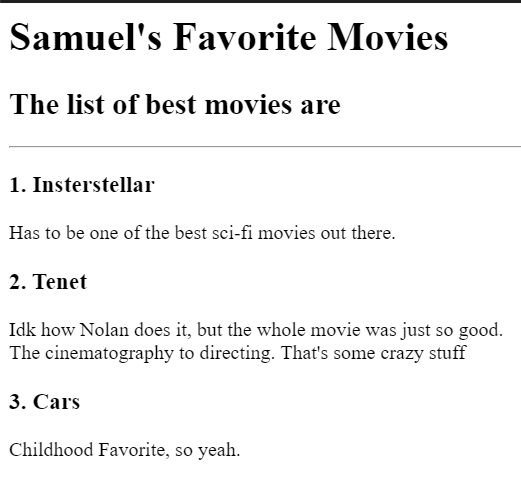 Samuel's Favorite Movies
The list of best movies are
1. Insterstellar
Has to be one of the best sci-fi movies out there.
2. Tenet
Idk how Nolan does it, but the whole movie was just so good.
The cinematography to directing. That's some crazy stuff
3. Cars
Childhood Favorite, so yeah.